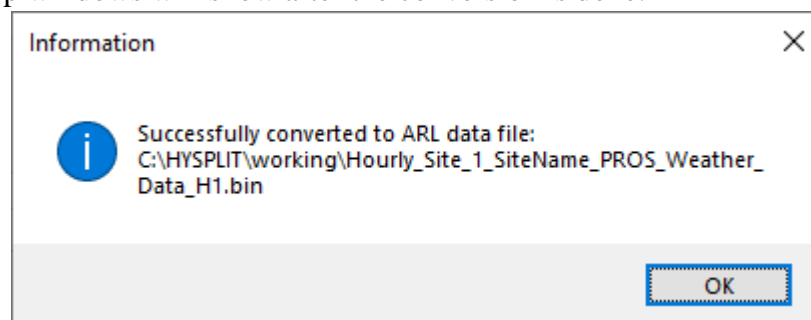 Information
Successfully converted to ARL data file:
C:\HYSPLIT\working\Hourly_Site_1_SiteName_PROS_Weather_
Data_H1.bin
OK